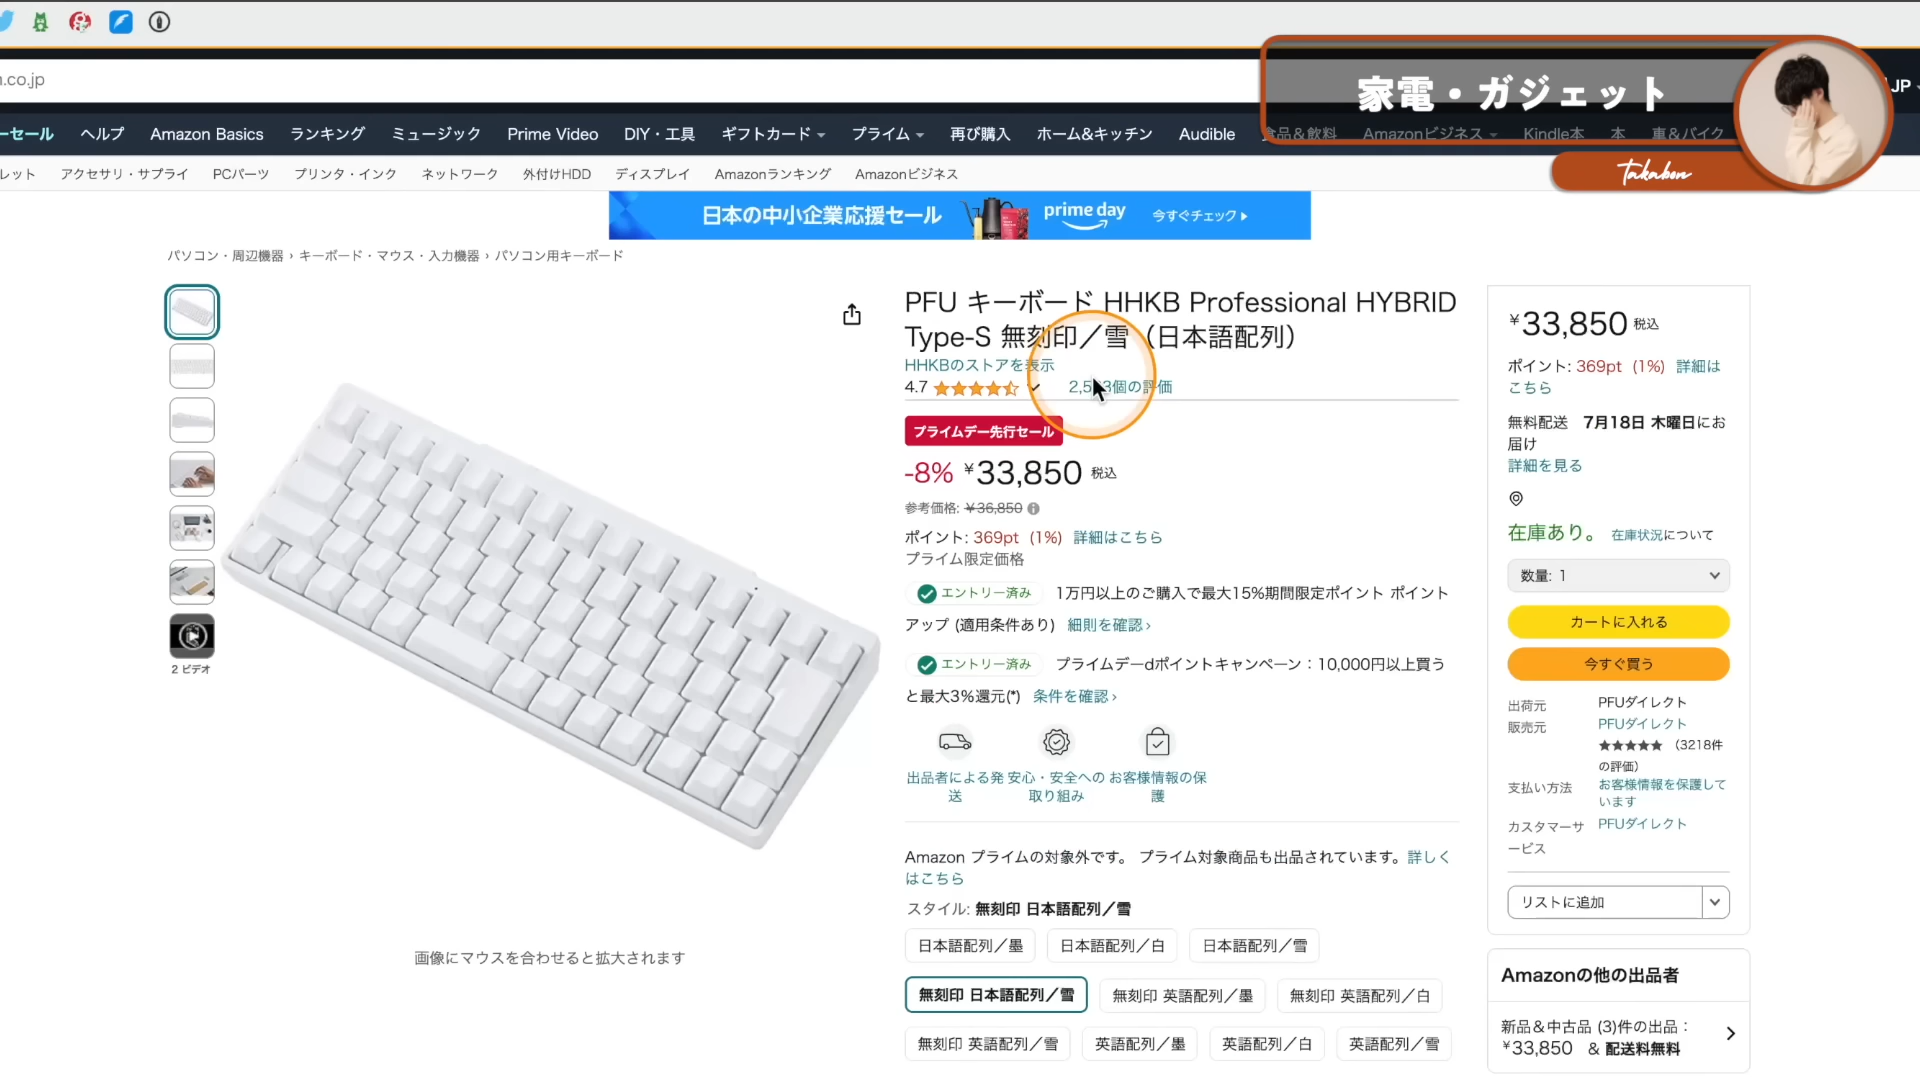 .co.jp
家電・ガジェット
JP
Takabon
ーセール ヘルプ Amazon Basics ランキング ミュージック Prime Video DIY・工具 ギフトカード プライム 再び購入 ホーム&キッチン Audible 食品&飲料 Amazonビジネス Kindle本 本 車&バイク
レット アクセサリ・サプライ PCパーツ プリンタ・インク ネットワーク 外付けHDD ディスプレイ Amazonランキング Amazonビジネス
日本の中小企業応援セール prime day 今すぐチェック
パソコン・周辺機器 › キーボード・マウス・入力機器 › パソコン用キーボード
2 ビデオ
画像にマウスを合わせると拡大されます
PFU キーボード HHKB Professional HYBRID
Type-S 無刻印／雪（日本語配列）
HHKBのストアを表示
4.7 個の評価
プライムデー先行セール
-8% ¥33,850 税込
参考価格: ¥36,850
ポイント: 369pt (1%) 詳細はこちら
プライム限定価格
エントリー済み 1万円以上のご購入で最大15%期間限定ポイント ポイント
アップ (適用条件あり) 細則を確認›
エントリー済み プライムデーdポイントキャンペーン：10,000円以上買う
と最大3%還元(*) 条件を確認›
出品者による発送
安心・安全への取り組み
お客様情報の保護
Amazon プライムの対象外です。 プライム対象商品も出品されています。詳しく
はこちら
スタイル: 無刻印 日本語配列／雪
日本語配列／墨 日本語配列／白 日本語配列／雪
無刻印 日本語配列／雪 無刻印 英語配列／墨 無刻印 英語配列／白
無刻印 英語配列／雪 英語配列／墨 英語配列／白 英語配列／雪
¥33,850 税込
ポイント: 369pt (1%) 詳細は
こちら
無料配送 7月18日 木曜日にお
届け
詳細を見る
在庫あり。 在庫状況について
数量: 1
カートに入れる
今すぐ買う
出荷元 PFUダイレクト
販売元 PFUダイレクト
★★★★★ （3218件
の評価）
支払い方法 お客様情報を保護して
います
カスタマーサ PFUダイレクト
ービス
リストに追加
Amazonの他の出品者
新品＆中古品 (3)件の出品：
¥33,850 & 配送料無料